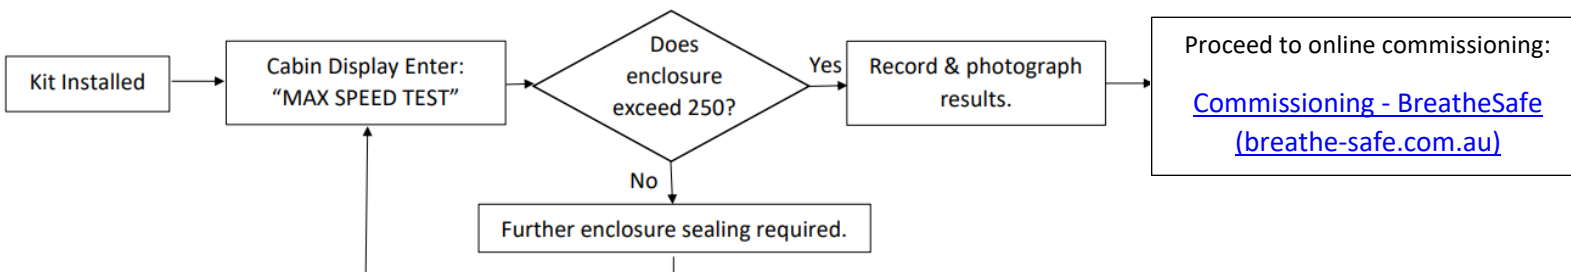 Kit Installed
Cabin Display Enter:
“MAX SPEED TEST”
Does
enclosure
exceed 250?
Yes
Record & photograph
results.
Proceed to online commissioning:
Commissioning - BreatheSafe
(breathe-safe.com.au)
No
Further enclosure sealing required.